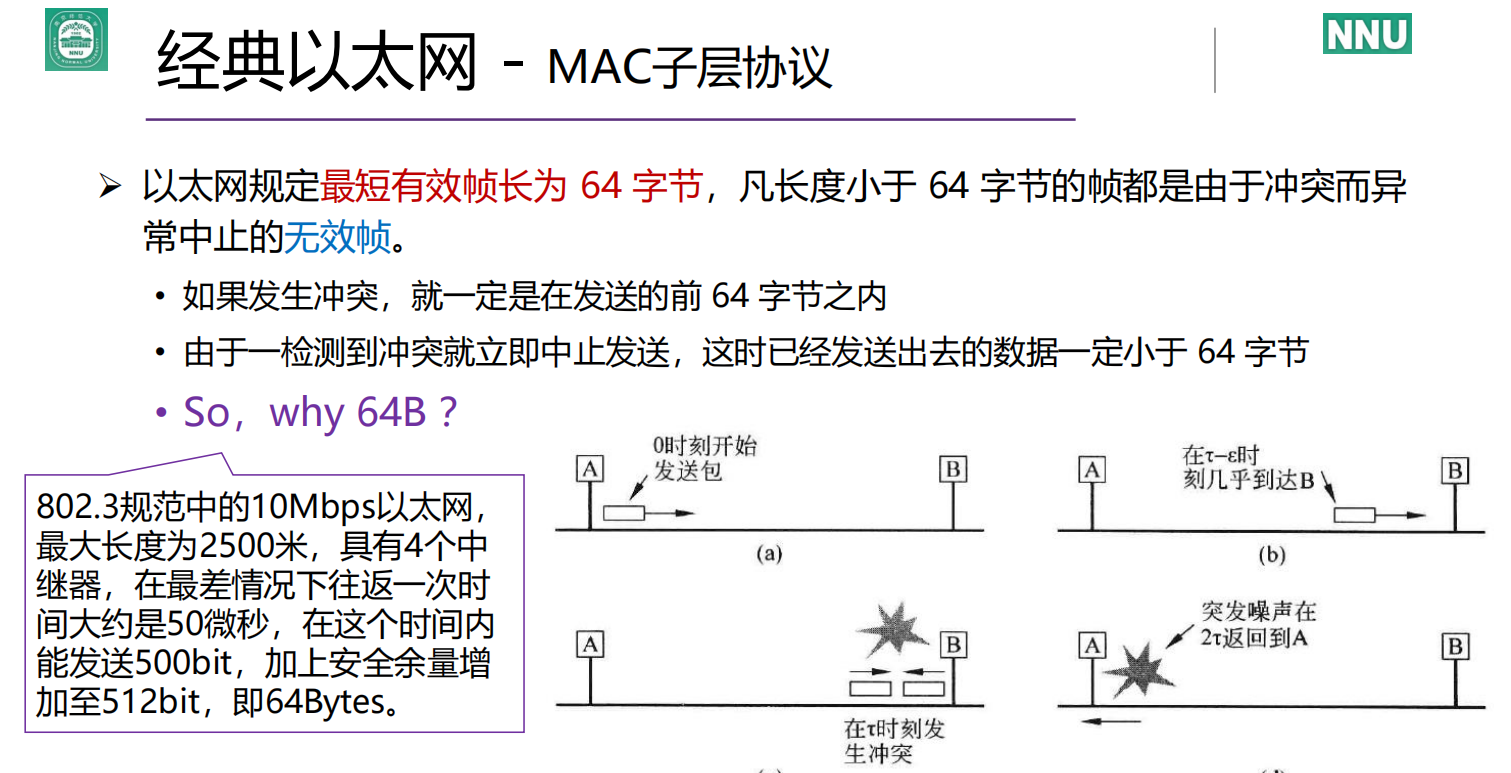 NNU
经典以太网 - MAC子层协议
NNU
➢ 以太网规定最短有效帧长为 64 字节，凡长度小于 64 字节的帧都是由于冲突而异
常中止的无效帧。
• 如果发生冲突，就一定是在发送的前 64 字节之内
• 由于一检测到冲突就立即中止发送，这时已经发送出去的数据一定小于 64 字节
• So，why 64B？
802.3规范中的10Mbps以太网，
最大长度为2500米，具有4个中
继器，在最差情况下往返一次时
间大约是50微秒，在这个时间内
能发送500bit，加上安全余量增
加至512bit，即64Bytes。
A
0时刻开始
发送包
B
(a)
A
在τ−ε时
刻几乎到达B
B
(b)
A
B
在τ时刻发
生冲突
A
突发噪声在
2τ返回到A
B